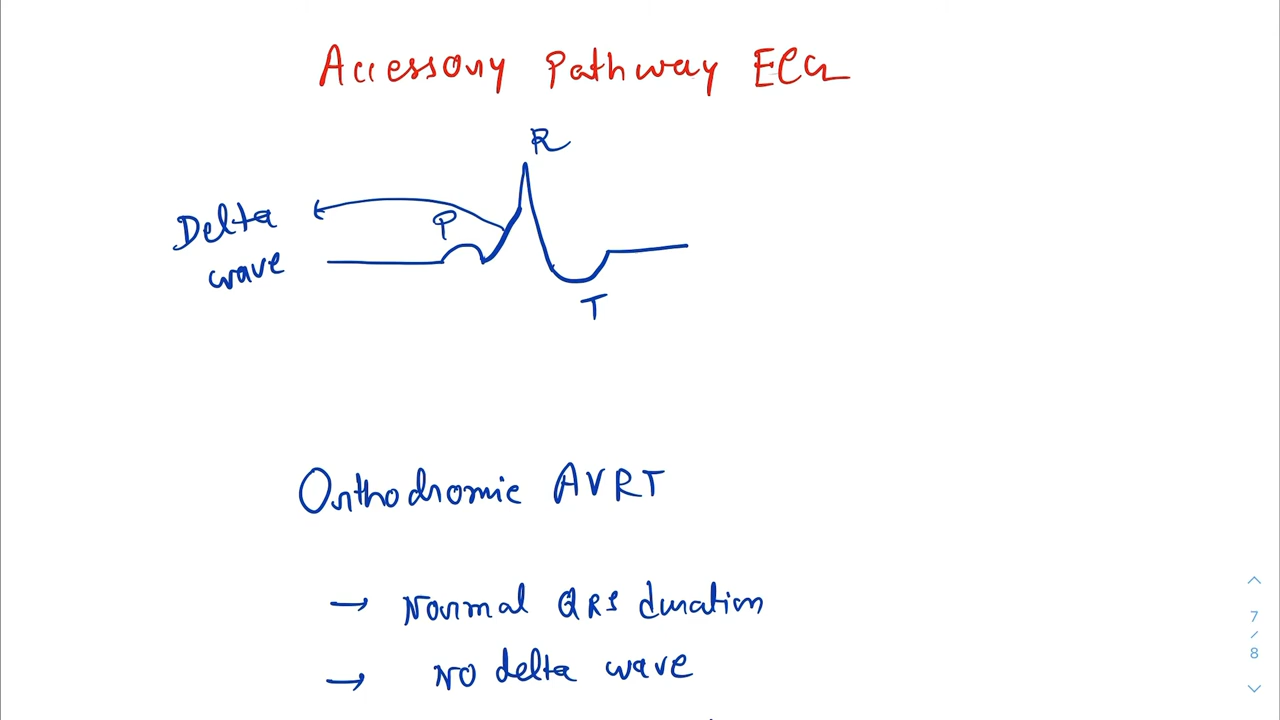 Accessory Pathway ECG
R
Delta
wave
P
T
Orthodromic AVRT
→ Normal QRS duration
→ NO delta wave
7
/
8